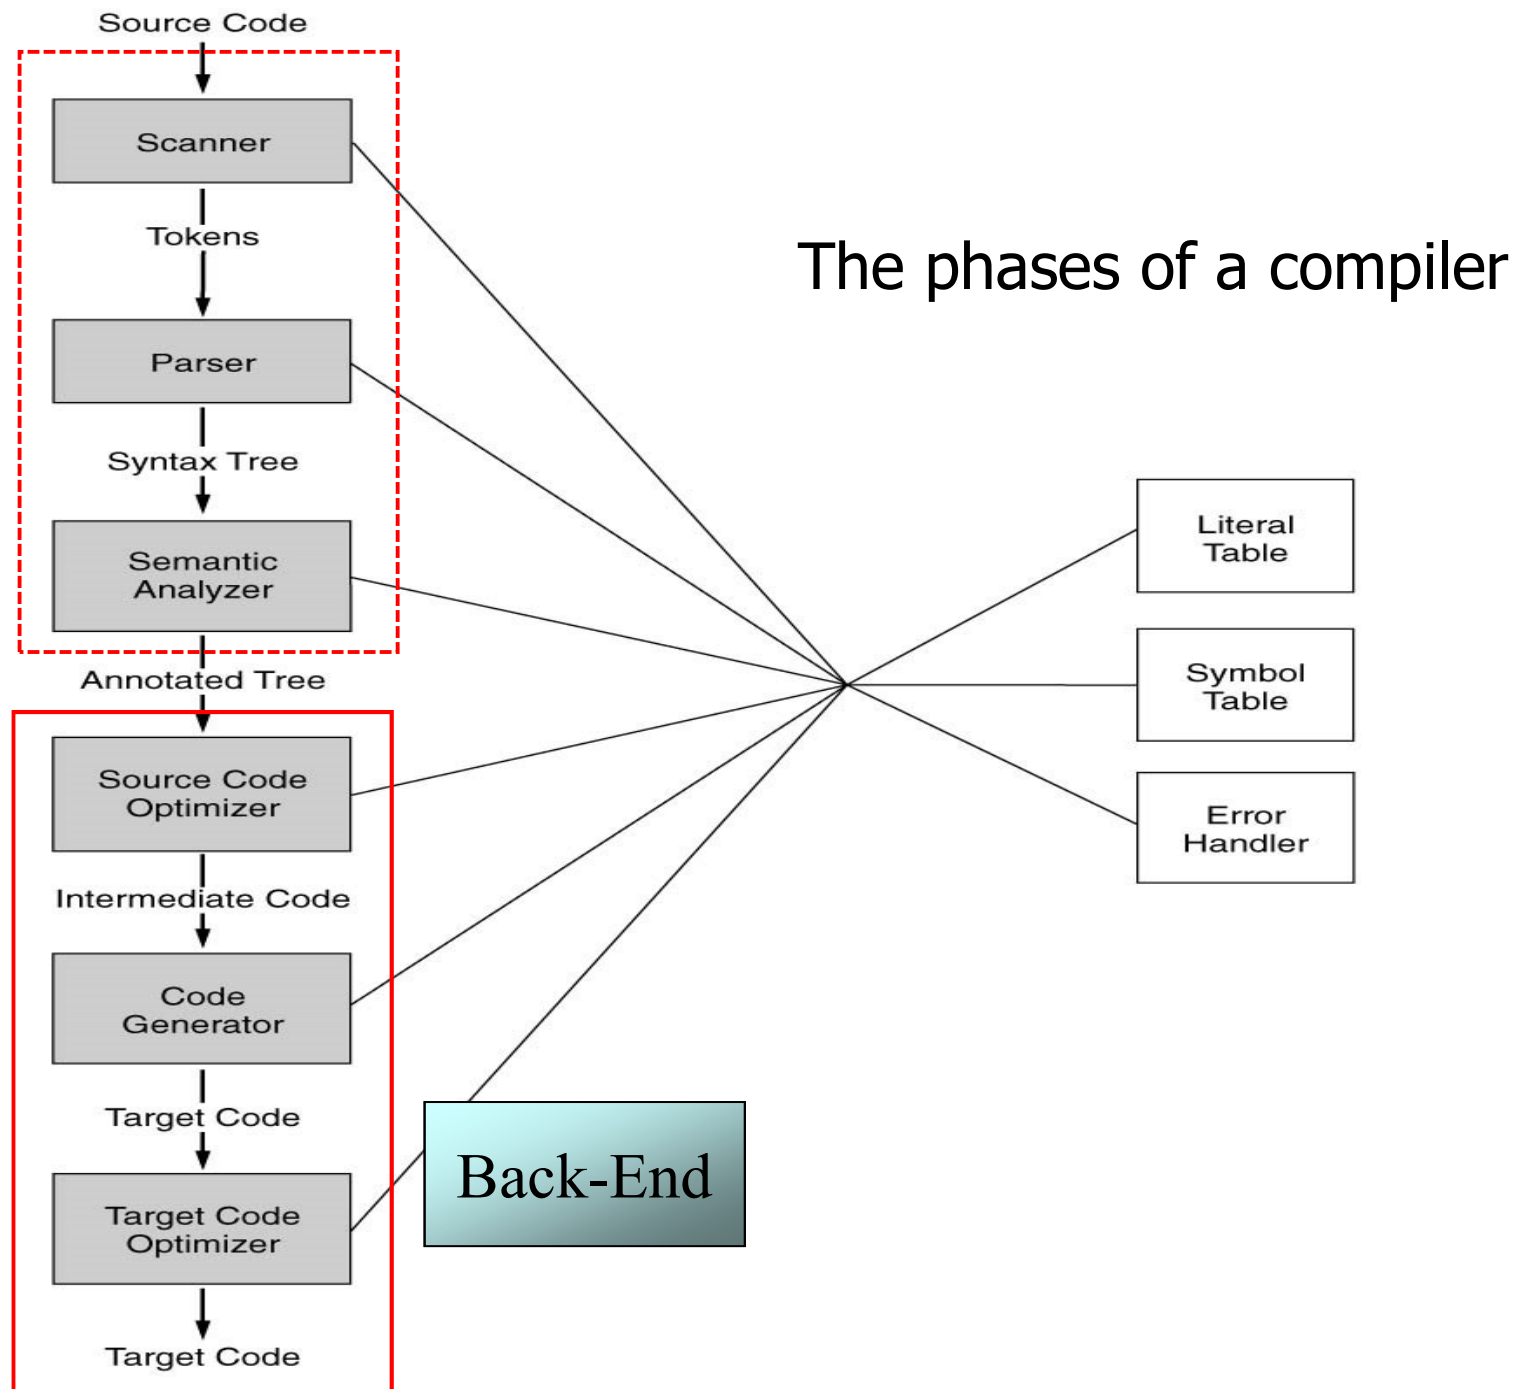 Source Code
Scanner
Tokens
The phases of a compiler
Parser
Syntax Tree
Semantic
Analyzer
Annotated Tree
Source Code
Optimizer
Intermediate Code
Code
Generator
Target Code
Target Code
Optimizer
Target Code
Back-End
Literal
Table
Symbol
Table
Error
Handler